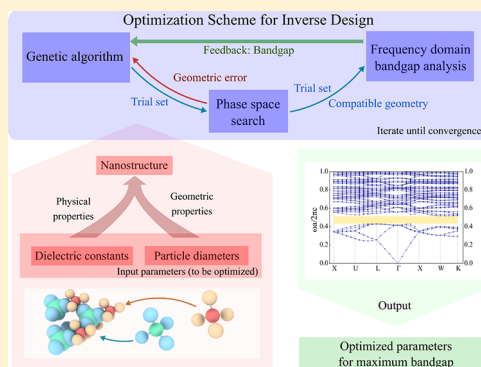 Optimization Scheme for Inverse Design
Genetic algorithm
Feedback: Bandgap
Frequency domain
bandgap analysis
Geometric error
Trial set
Phase space
search
Trial set
Compatible geometry
Iterate until convergence
Nanostructure
Physical
properties
Geometric
properties
Dielectric constants
Particle diameters
Input parameters (to be optimized)
ωa/2πc
1.0
0.8
0.6
0.4
0.2
0.0
1.0
0.8
0.6
0.4
0.2
0.0
X U L Γ X W K
Output
Optimized parameters
for maximum bandgap